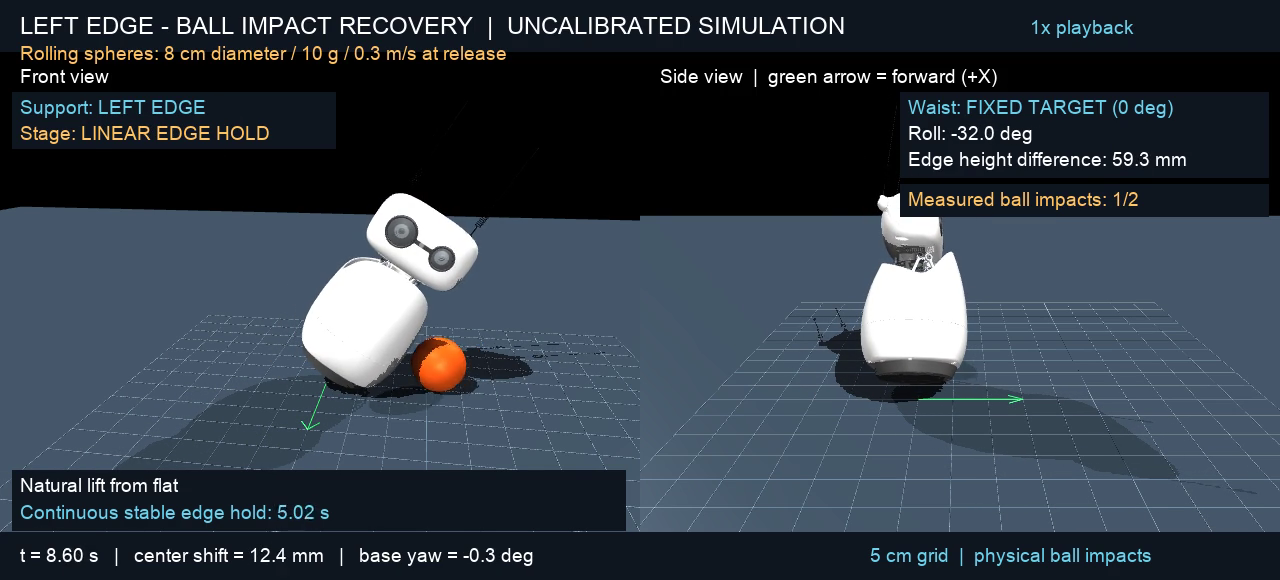 LEFT EDGE - BALL IMPACT RECOVERY | UNCALIBRATED SIMULATION
1x playback
Rolling spheres: 8 cm diameter / 10 g / 0.3 m/s at release
Front view
Side view | green arrow = forward (+X)
Support: LEFT EDGE
Stage: LINEAR EDGE HOLD
Waist: FIXED TARGET (0 deg)
Roll: -32.0 deg
Edge height difference: 59.3 mm
Measured ball impacts: 1/2
Natural lift from flat
Continuous stable edge hold: 5.02 s
t = 8.60 s | center shift = 12.4 mm | base yaw = -0.3 deg
5 cm grid | physical ball impacts